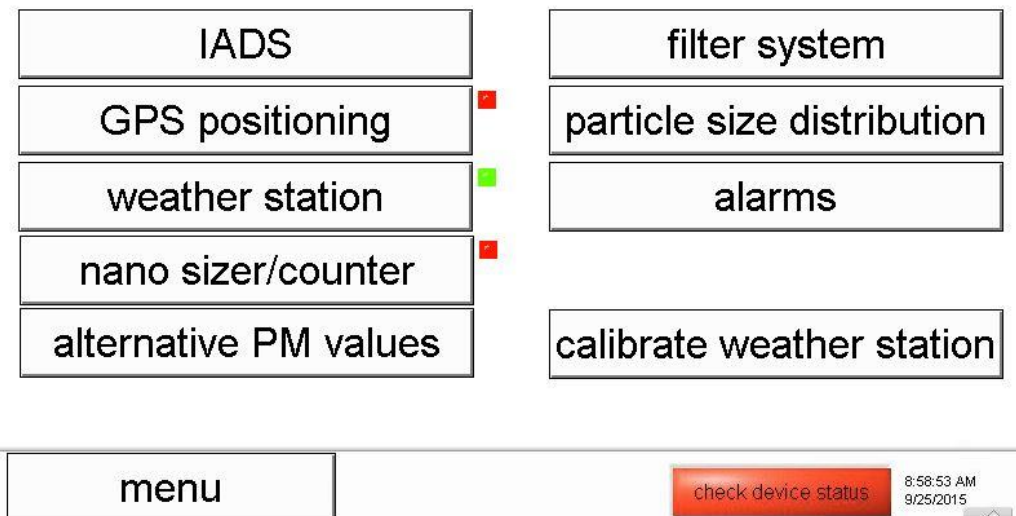 IADS
filter system
GPS positioning
particle size distribution
weather station
alarms
nano sizer/counter
alternative PM values
calibrate weather station
menu
check device status
8:58:53 AM
9/25/2015